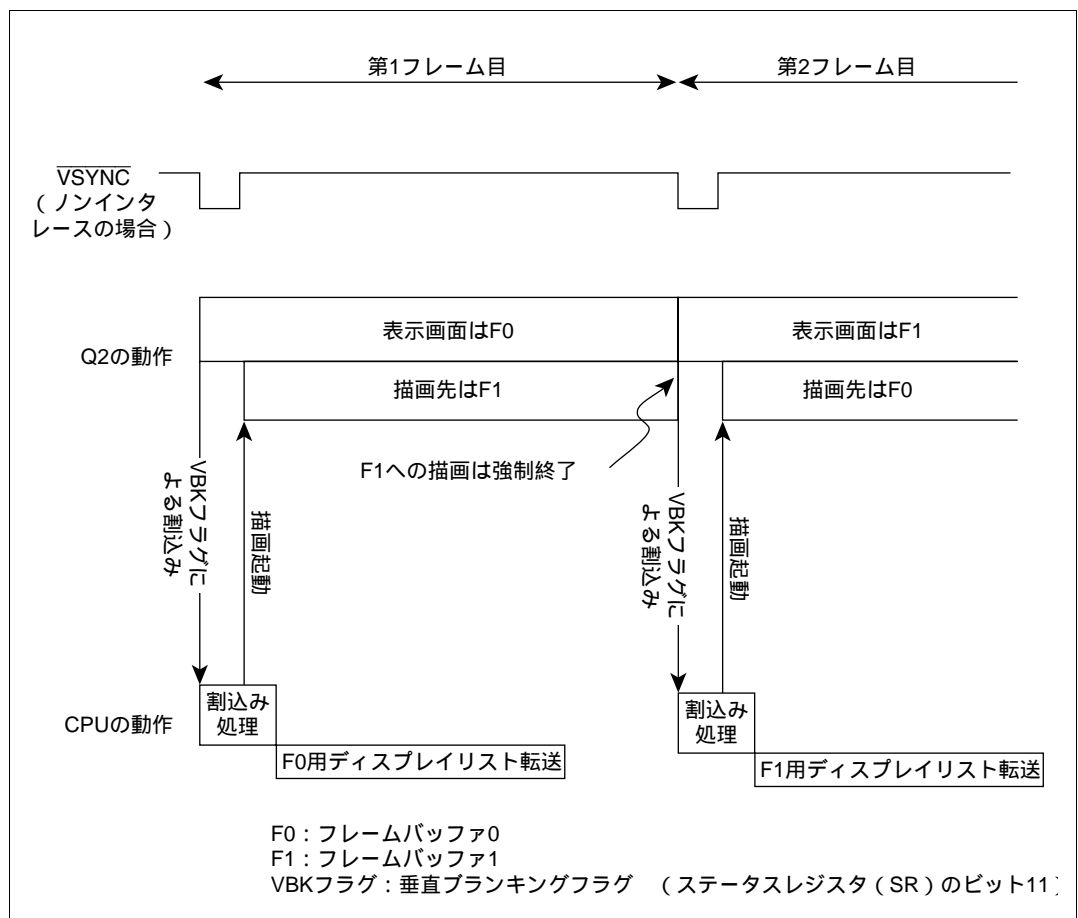 第1フレーム目
第2フレーム目
VSYNC
（ノンインタ
レースの場合）
Q2の動作
表示画面はF0
表示画面はF1
描画先はF1
描画先はF0
F1への描画は強制終了
VBKフラグに
よる割込み
描画起動
VBKフラグに
よる割込み
描画起動
CPUの動作
割込み
処理
割込み
処理
F0用ディスプレイリスト転送
F1用ディスプレイリスト転送
F0：フレームバッファ0
F1：フレームバッファ1
VBKフラグ：垂直ブランキングフラグ　（ステータスレジスタ（SR）のビット11）